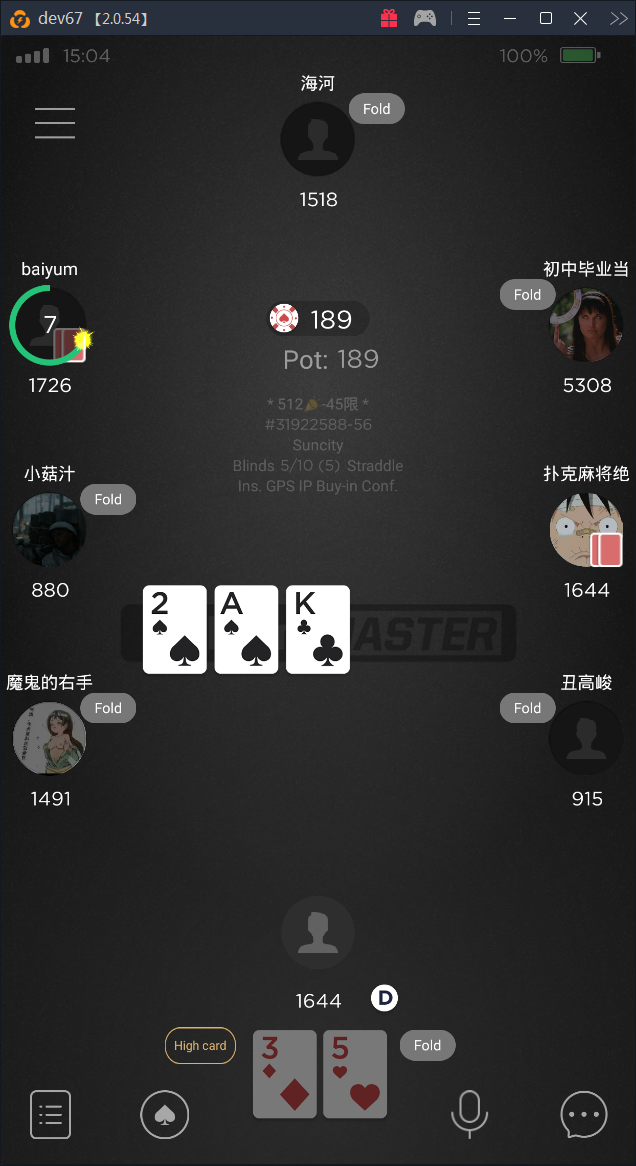 dev67 【2.0.54】
15:04
100%
海河
Fold
1518
baiyum
7
1726
初中毕业当
Fold
5308
189
Pot: 189
* 512🍕-45限 *
#31922588-56
Suncity
Blinds 5/10 (5) Straddle
Ins. GPS IP Buy-in Conf.
小菇汁
Fold
880
扑克麻将绝
1644
2
A
K
MASTER
魔鬼的右手
Fold
1491
丑高峻
Fold
915
1644
D
High card
3
5
Fold